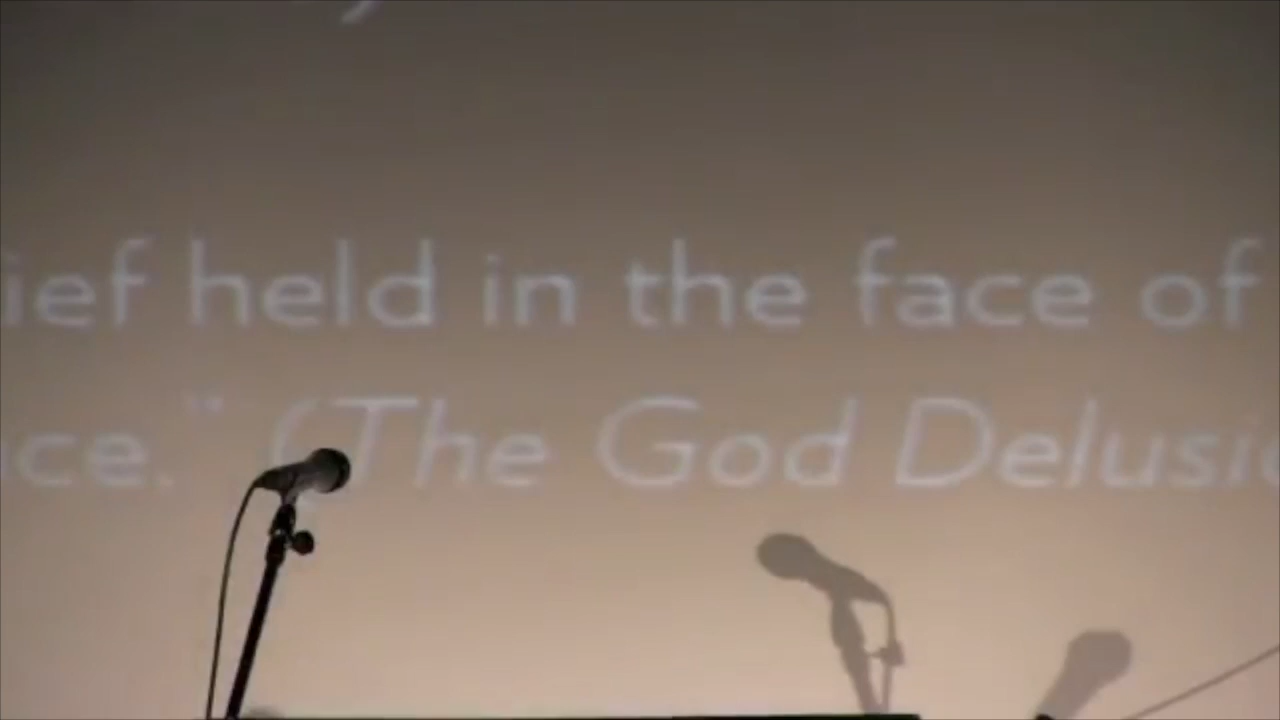 ief held in the face of
ce." (The God Delusi